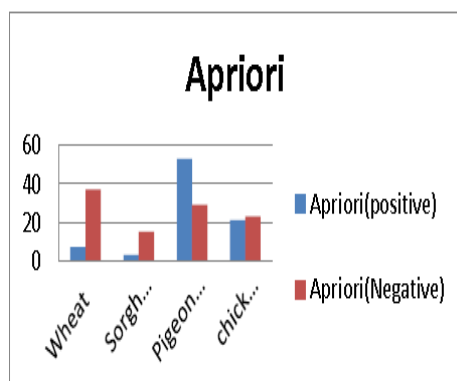 Apriori
60
40
20
0
Wheat
Sorgh...
Pigeon...
chick...
Apriori(positive)
Apriori(Negative)